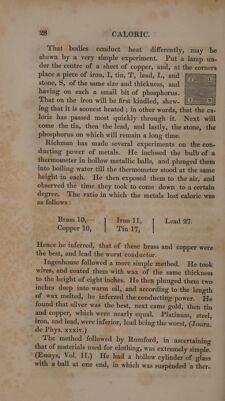 28 CALORIC.
That bodies conduct heat differently, may be
shown by a very simple experiment. Put a lamp un-
der the centre of a sheet of copper, and, at the corners
place a piece of iron, I, tin, T, lead, L, and
stone, S, of the same size and thickness, and
having on each a small bit of phosphorus.
That on the iron will be first kindled, shew-
ing that it is soonest heated; in other words, that the ca-
loric has passed most quickly through it. Next will
come the tin, then the lead, and lastly, the stone, the
phosphorus on which will remain a long time.
Richman has made several experiments on the con-
ducting power of metals. He inclosed the bulb of a
thermometer in hollow metallic balls, and plunged them
into boiling water till the thermometer stood at the same
height in each. He then exposed them to the air, and
observed the time they took to come down to a certain
degree. The ratio in which the metals lost caloric was
as follows:
Brass 10, Iron 11, Lead 27.
Copper 10, Tin 17,
Hence he inferred, that of these brass and copper were
the best, and lead the worst conductor.
Ingenhouse followed a more simple method. He took
wires, and coated them with wax of the same thickness
to the height of eight inches. He then plunged them two
inches deep into warm oil, and according to the length
of wax melted, he inferred the conducting power. He
found that silver was the best, next came gold, then tin
and copper, which were nearly equal. Platinum, steel,
iron, and lead, were inferior, lead being the worst, (Journ.
de Phys. xxxiv.)
The method followed by Rumford, in ascertaining
that of materials used for clothing, was extremely simple.
(Essays, Vol. II.) He had a hollow cylinder of glass
with a ball at one end, in which was suspended a ther-